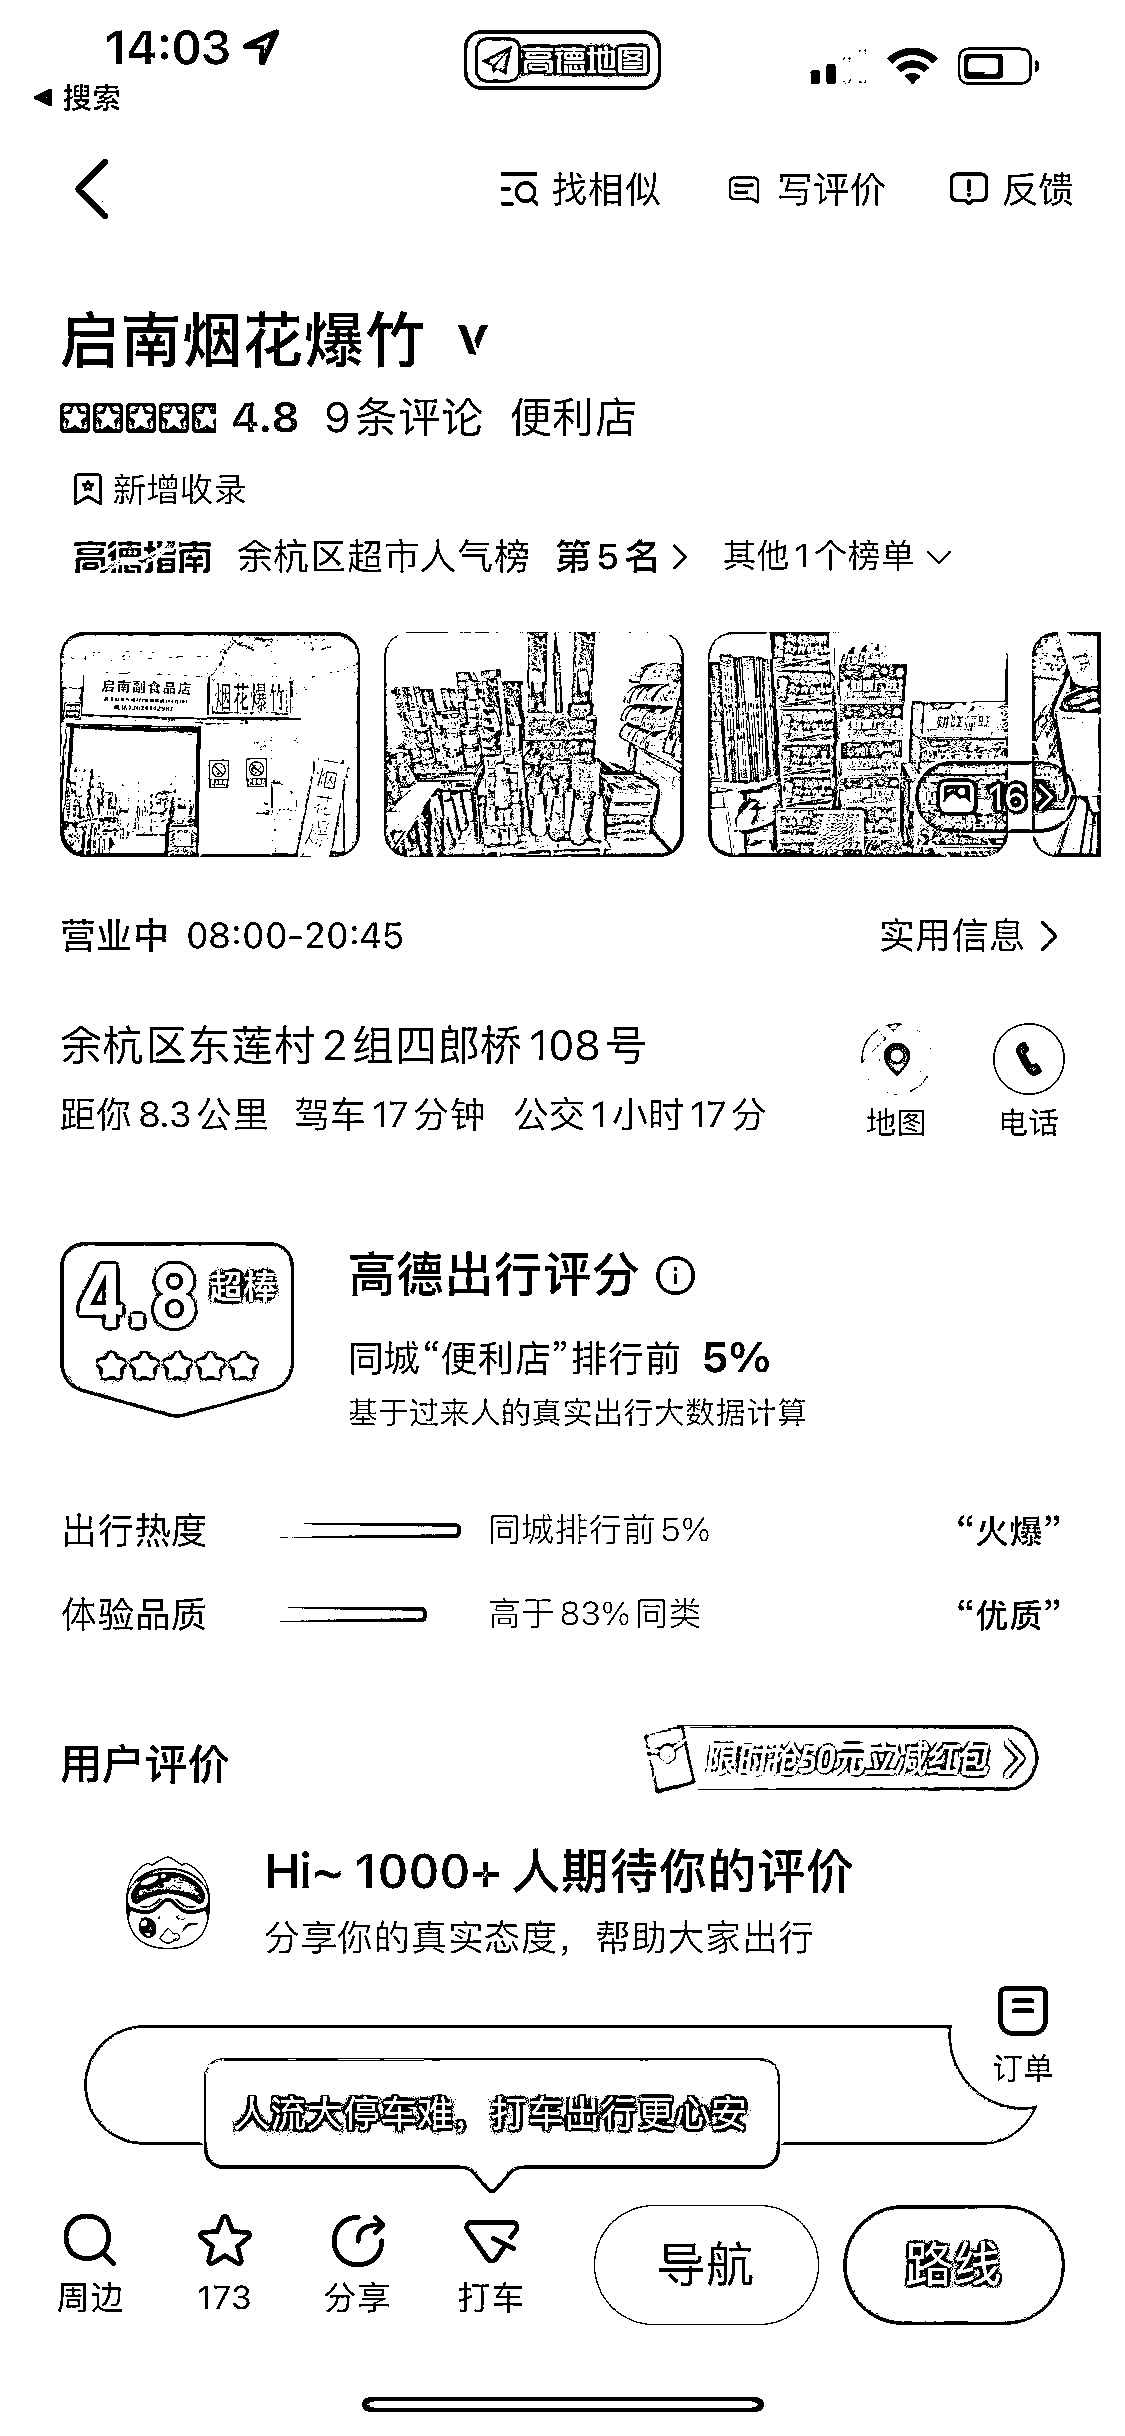 14:03
高德地图
搜索
找相似 写评价 反馈
启南烟花爆竹
4.8 9条评论 便利店
新增收录
高德指南 余杭区超市人气榜 第5名 其他1个榜单
启南副食品店
烟花爆竹
16
营业中 08:00-20:45 实用信息
余杭区东莲村2组四郎桥108号
距你8.3公里 驾车17分钟 公交1小时17分
地图 电话
4.8 超棒
高德出行评分
同城“便利店”排行前 5%
基于过来人的真实出行大数据计算
出行热度 同城排行前5% “火爆”
体验品质 高于83%同类 “优质”
用户评价 限时抢50元立减红包
Hi~ 1000+ 人期待你的评价
分享你的真实态度，帮助大家出行
订单
人流大停车难，打车出行更心安
周边 173 分享 打车 导航 路线